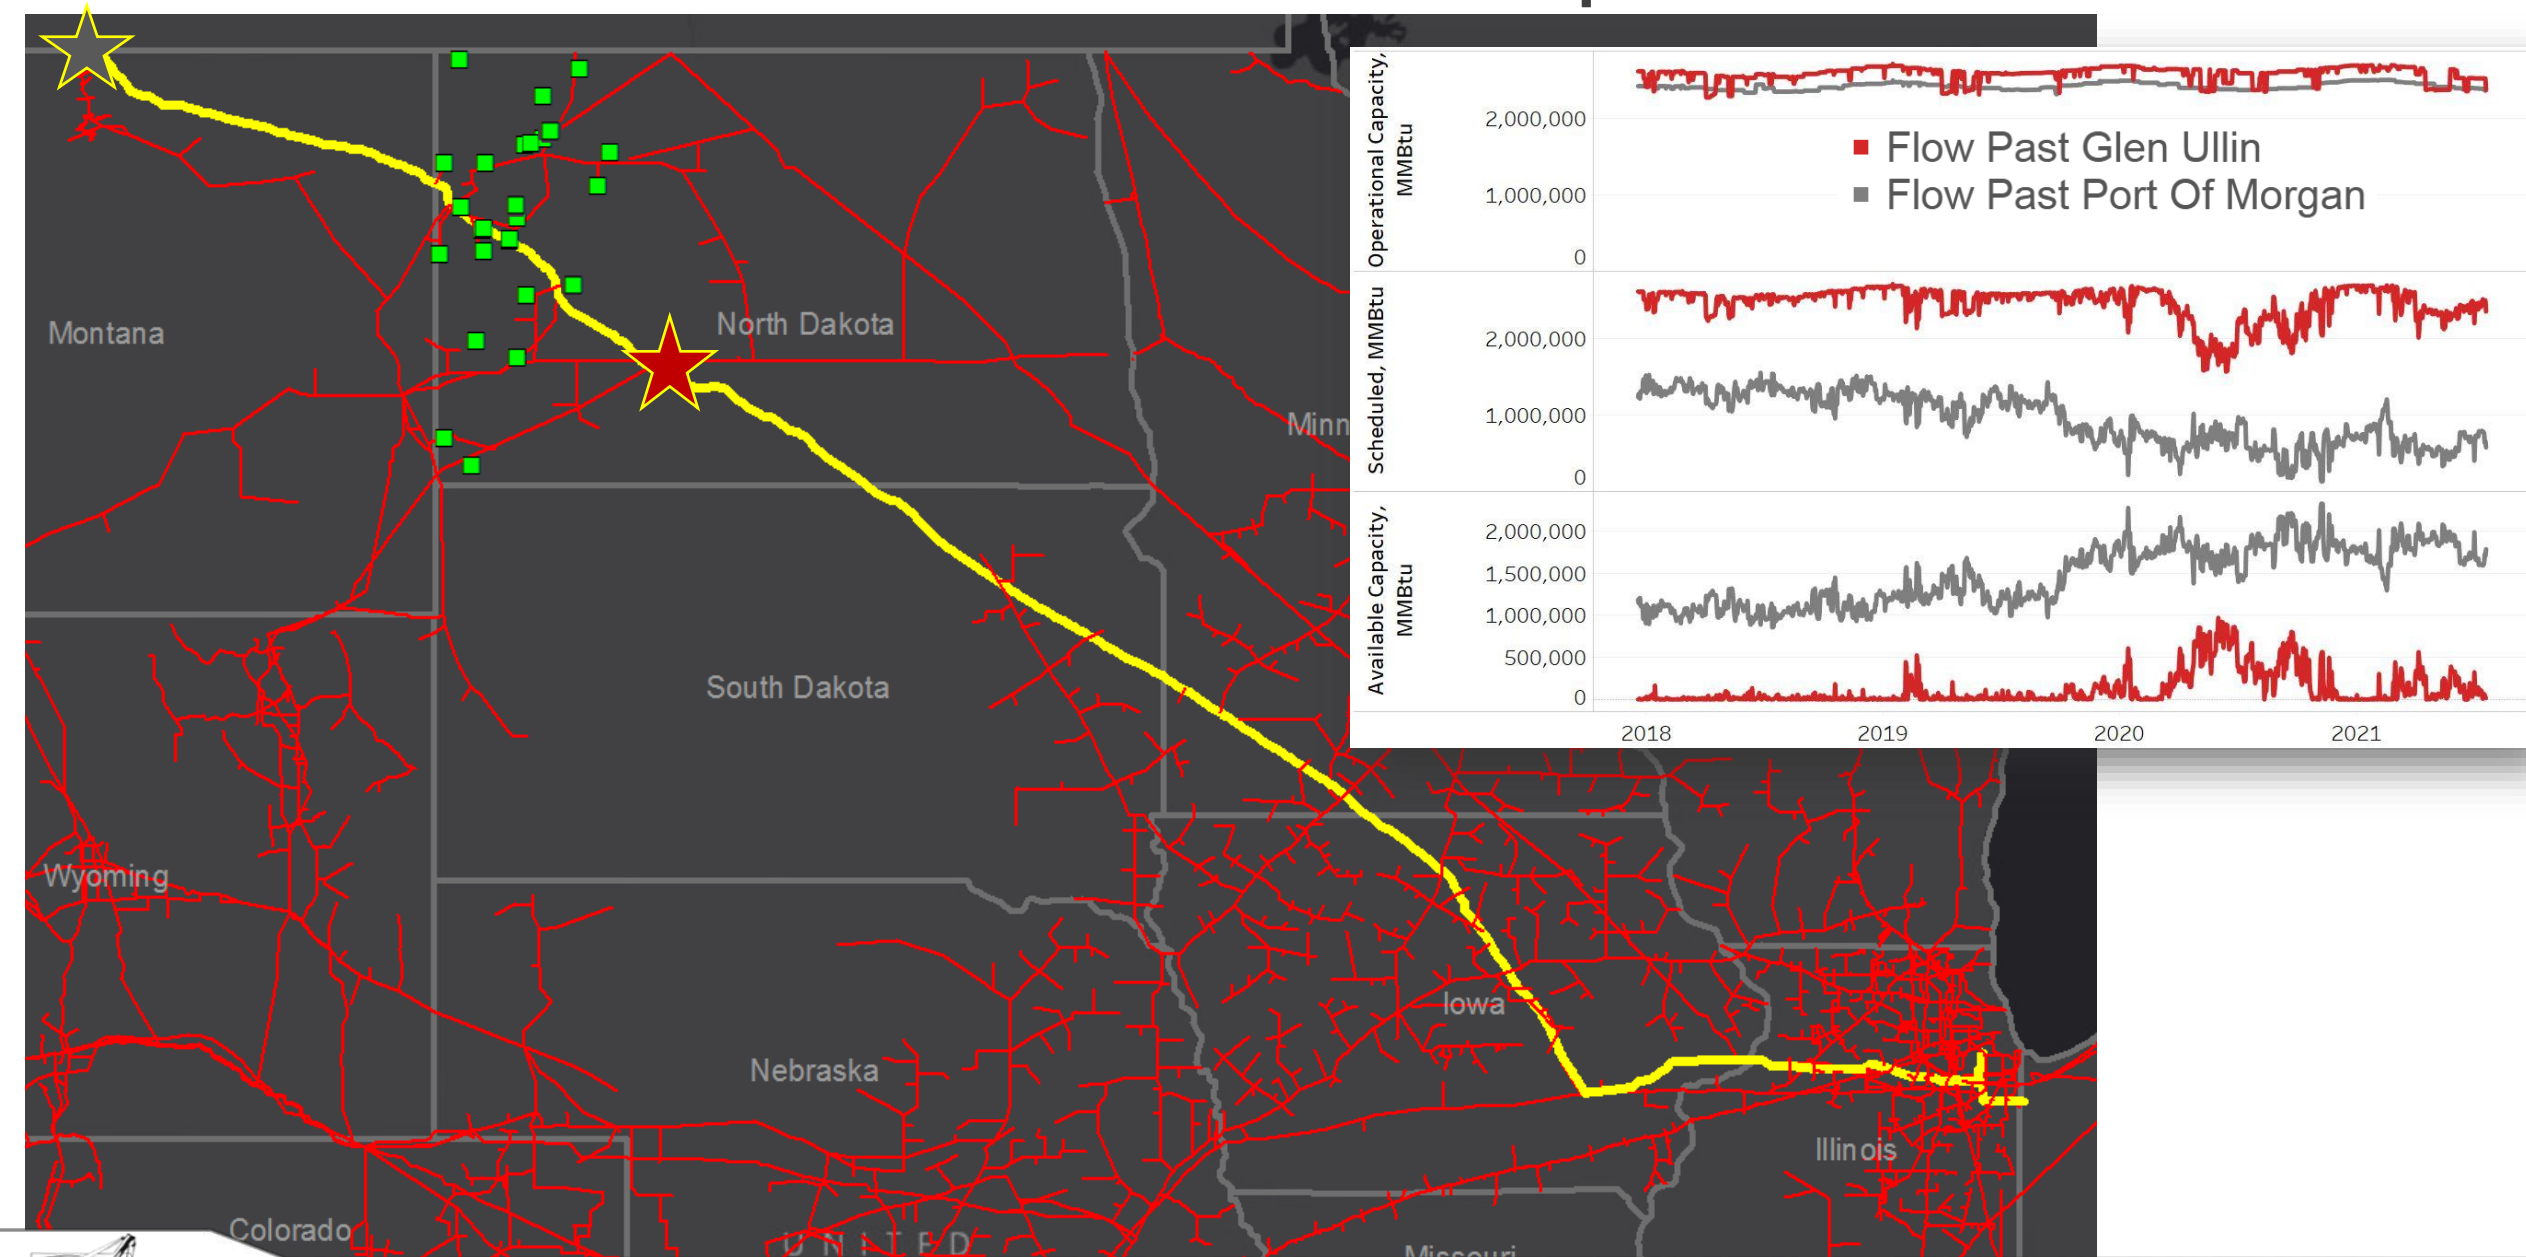 Montana
North Dakota
Minn
South Dakota
Wyoming
Nebraska
Iowa
Illinois
Colorado
UNITED
Missouri
Operational Capacity,
MMBtu
2,000,000
1,000,000
0
Flow Past Glen Ullin
Flow Past Port Of Morgan
Scheduled, MMBtu
2,000,000
1,000,000
0
Available Capacity,
MMBtu
2,000,000
1,500,000
1,000,000
500,000
0
2018
2019
2020
2021